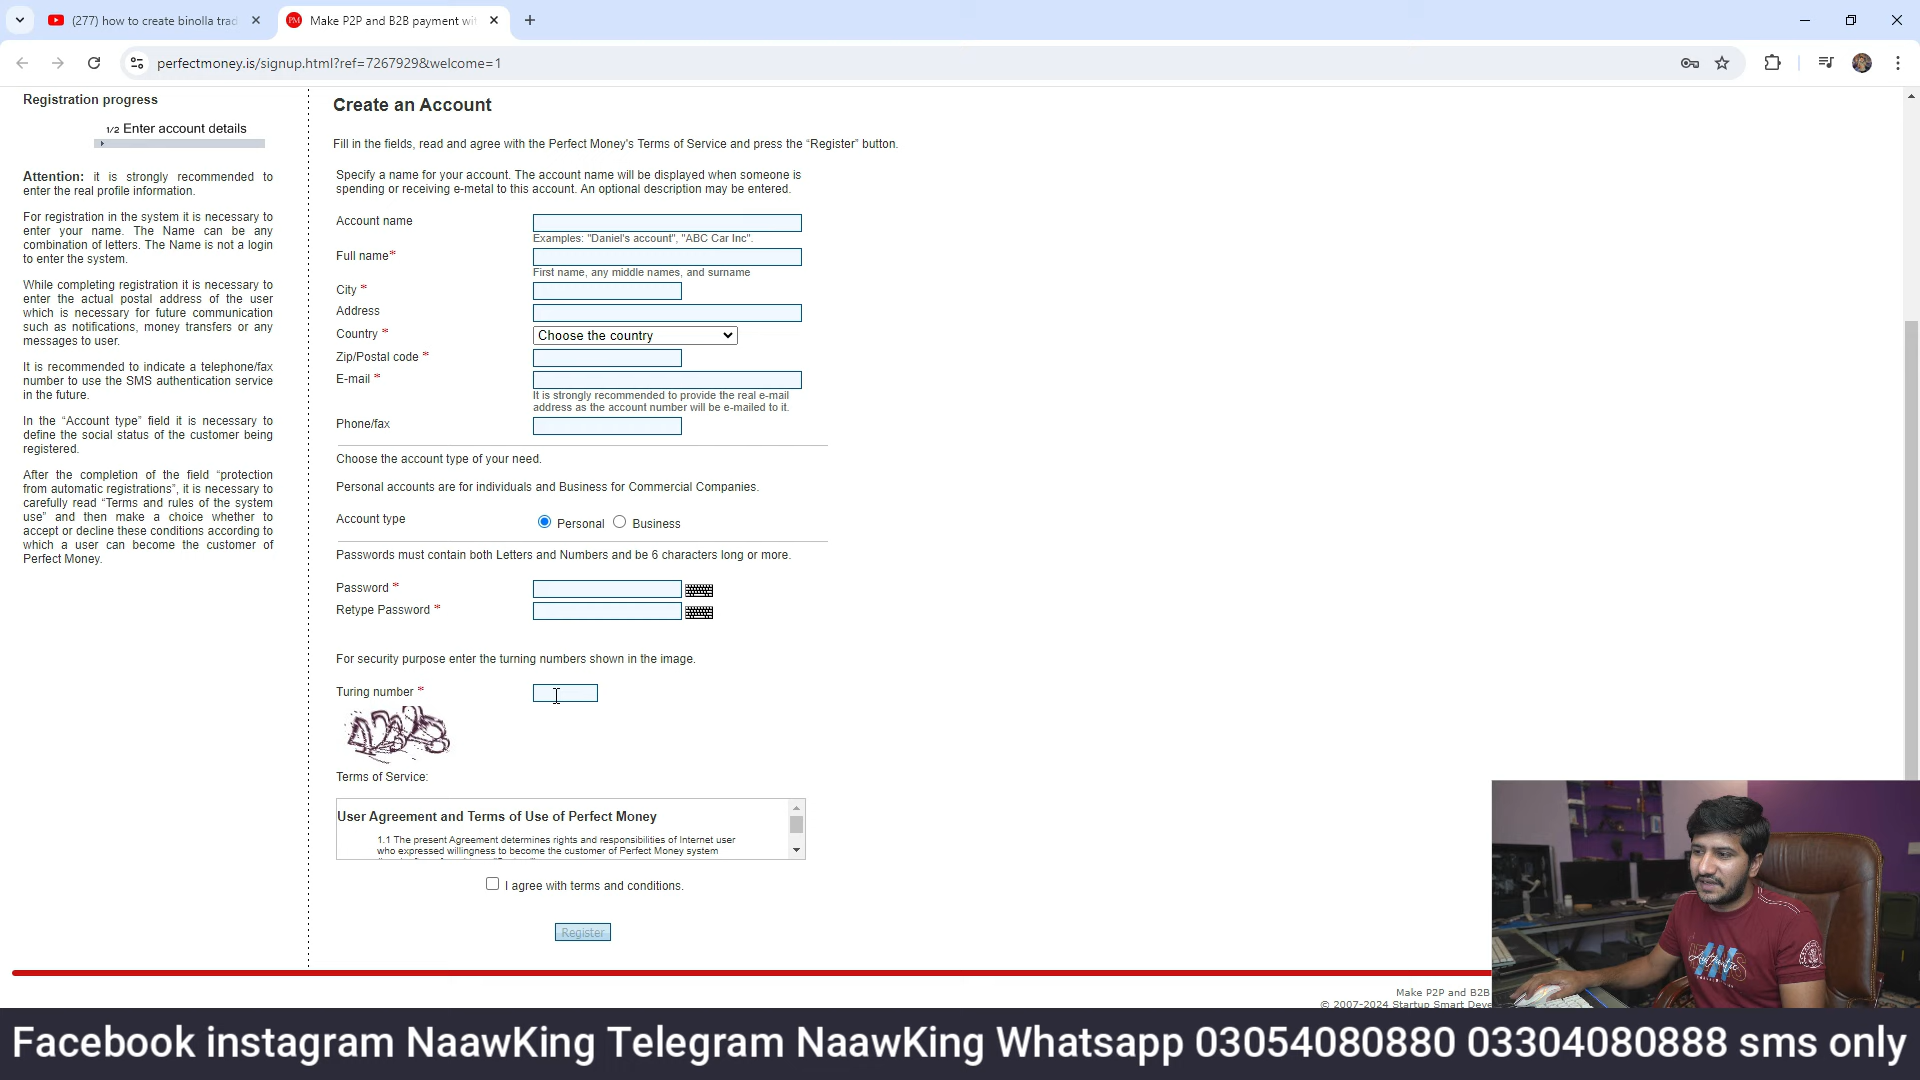 (277) how to create binolla trad
Make P2P and B2B payment wit
perfectmoney.is/signup.html?ref=7267929&welcome=1
Registration progress
1/2 Enter account details
Attention: it is strongly recommended to
enter the real profile information.
For registration in the system it is necessary to
enter your name. The Name can be any
combination of letters. The Name is not a login
to enter the system.
While completing registration it is necessary to
enter the actual postal address of the user
which is necessary for future communication
such as notifications, money transfers or any
messages to user.
It is recommended to indicate a telephone/fax
number to use the SMS authentication service
in the future.
In the “Account type” field it is necessary to
define the social status of the customer being
registered.
After the completion of the field “protection
from automatic registrations”, it is necessary to
carefully read “Terms and rules of the system
use” and then make a choice whether to
accept or decline these conditions according to
which a user can become the customer of
Perfect Money.
Create an Account
Fill in the fields, read and agree with the Perfect Money's Terms of Service and press the “Register” button.
Specify a name for your account. The account name will be displayed when someone is
spending or receiving e-metal to this account. An optional description may be entered.
Account name
Examples: "Daniel's account", "ABC Car Inc".
Full name*
First name, any middle names, and surname
City *
Address
Country * Choose the country
Zip/Postal code *
E-mail *
It is strongly recommended to provide the real e-mail
address as the account number will be e-mailed to it.
Phone/fax
Choose the account type of your need.
Personal accounts are for individuals and Business for Commercial Companies.
Account type Personal Business
Passwords must contain both Letters and Numbers and be 6 characters long or more.
Password *
Retype Password *
For security purpose enter the turning numbers shown in the image.
Turing number *
Terms of Service:
User Agreement and Terms of Use of Perfect Money
1.1 The present Agreement determines rights and responsibilities of Internet user
who expressed willingness to become the customer of Perfect Money system
I agree with terms and conditions.
Register
Make P2P and B2B
© 2007-2024 Startup Smart Deve
Authentic
Facebook instagram NaawKing Telegram NaawKing Whatsapp 03054080880 03304080888 sms only